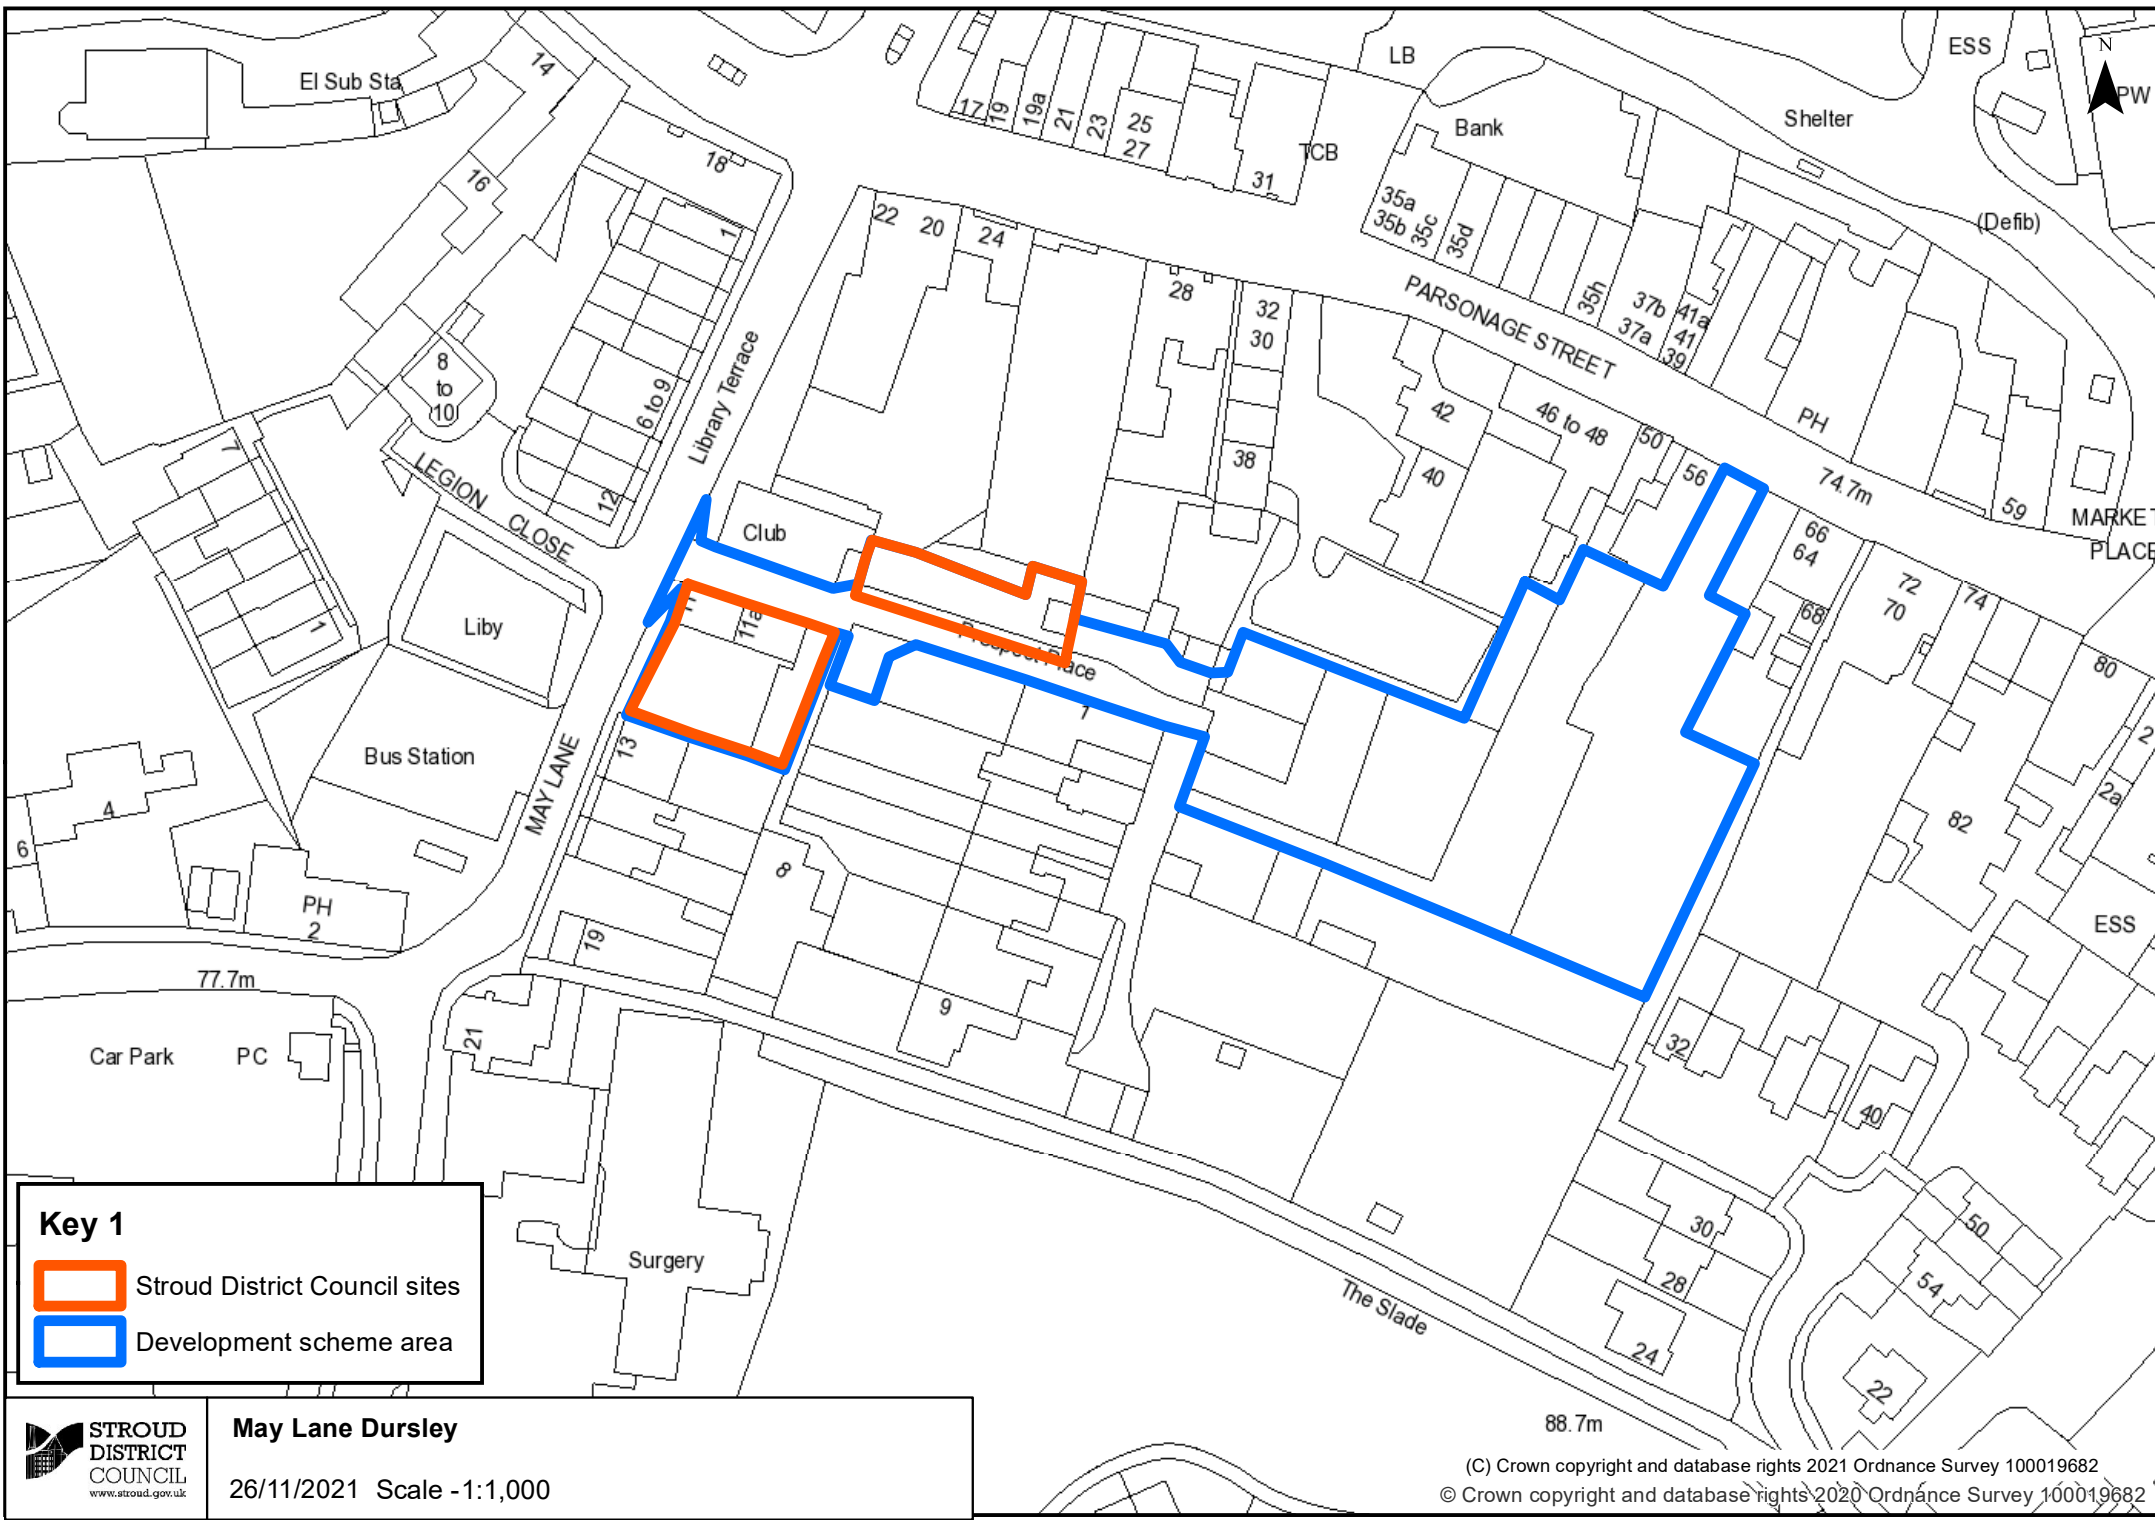 El Sub Sta
14
16
18
1
8
to
10
6 to 9
12
Library Terrace
LEGION CLOSE
7
1
Liby
Bus Station
MAY LANE
4
6
PH
2
77.7m
Car Park
PC
21
19
13
11
11a
Club
Prospect Place
1
8
9
Surgery
The Slade
17
19
19a
21
23
25
27
31
TCB
LB
Bank
35a
35b
35c
35d
35h
37b
37a
41a
41
39
PARSONAGE STREET
PH
Shelter
ESS
N
PW
(Defib)
22
20
24
28
32
30
38
42
40
46 to 48
50
56
74.7m
59
MARKET
PLACE
66
64
68
72
70
74
80
2
2a
82
ESS
32
40
30
28
24
50
54
22
88.7m
Key 1
Stroud District Council sites
Development scheme area
STROUD
DISTRICT
COUNCIL
www.stroud.gov.uk
May Lane Dursley
26/11/2021 Scale -1:1,000
(C) Crown copyright and database rights 2021 Ordnance Survey 100019682
© Crown copyright and database rights 2020 Ordnance Survey 100019682